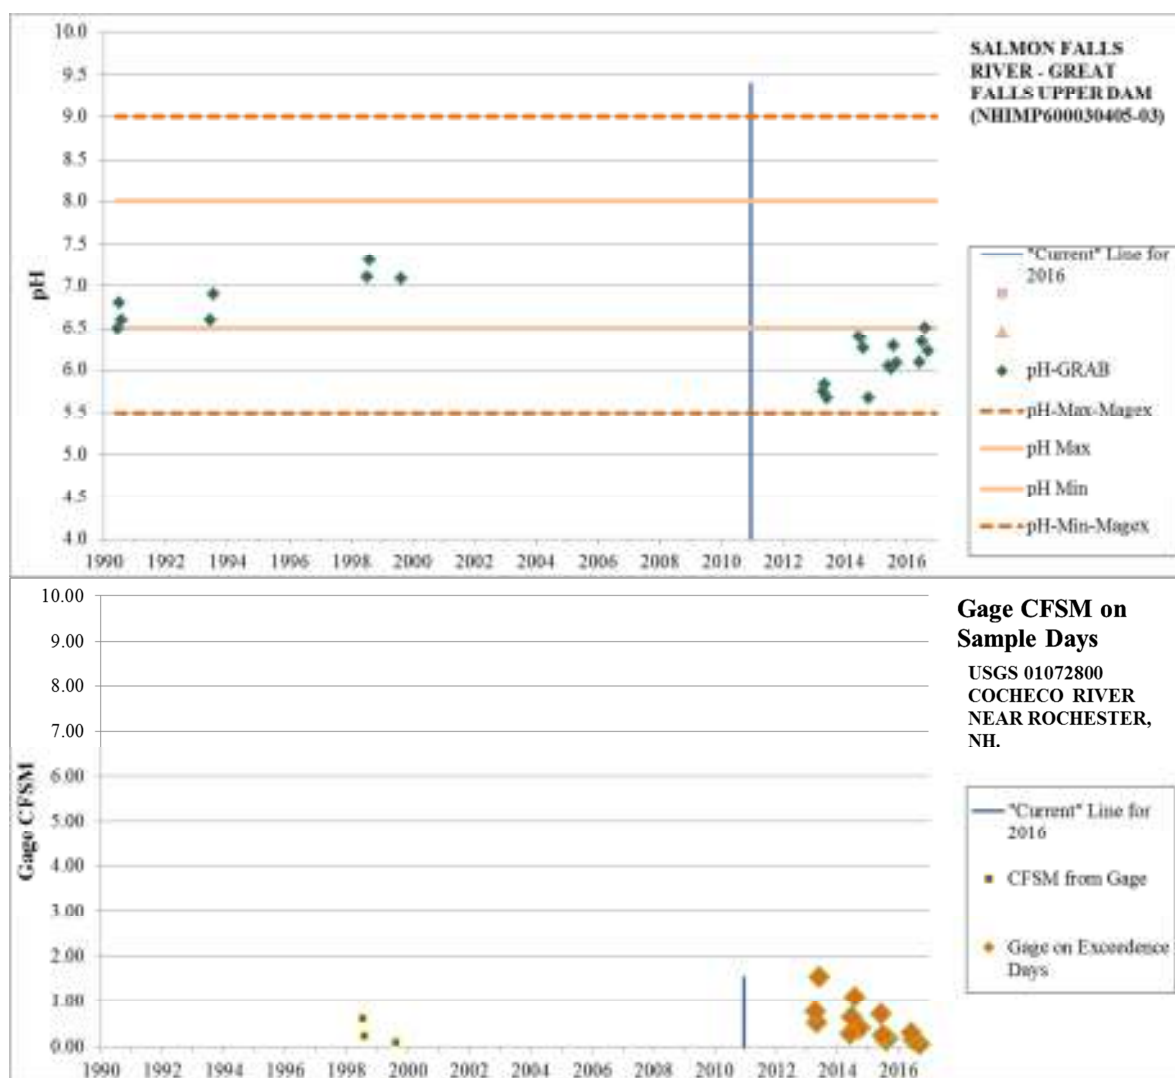 10.0
9.5
9.0
8.5
8.0
7.5
7.0
6.5
6.0
5.5
5.0
4.5
4.0
pH
1990 1992 1994 1996 1998 2000 2002 2004 2006 2008 2010 2012 2014 2016
SALMON FALLS
RIVER - GREAT
FALLS UPPER DAM
(NHIMP600030405-03)
"Current" Line for
2016
pH-GRAB
pH-Max-Magex
pH Max
pH Min
pH-Min-Magex
10.00
9.00
8.00
7.00
6.00
5.00
4.00
3.00
2.00
1.00
0.00
Gage CFSM
1990 1992 1994 1996 1998 2000 2002 2004 2006 2008 2010 2012 2014 2016
Gage CFSM on
Sample Days
USGS 01072800
COCHECO RIVER
NEAR ROCHESTER,
NH.
"Current" Line for
2016
CFSM from Gage
Gage on Exceedence
Days